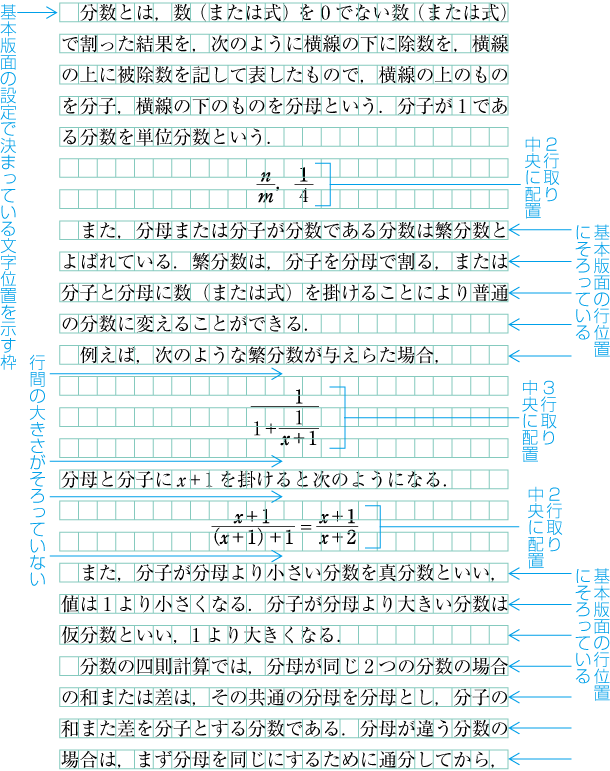 分数とは，数（または式）を０でない数（または式）
で割った結果を，次のように横線の下に除数を，横線
の上に被除数を記して表したもので，横線の上のもの
を分子，横線の下のものを分母という．分子が１であ
る分数を単位分数という．
n/m, 1/4
また，分母または分子が分数である分数は繁分数と
よばれている．繁分数は，分子を分母で割る，または
分子と分母に数（または式）を掛けることにより普通
の分数に変えることができる．
例えば，次のような繁分数が与えらた場合，
1/(1+1/(x+1))
分母と分子にx+1を掛けると次のようになる．
(x+1)/((x+1)+1)=(x+1)/(x+2)
また，分子が分母より小さい分数を真分数といい，
値は１より小さくなる．分子が分母より大きい分数は
仮分数といい，１より大きくなる．
分数の四則計算では，分母が同じ２つの分数の場合
の和または差は，その共通の分母を分母とし，分子の
和また差を分子とする分数である．分母が違う分数の
場合は，まず分母を同じにするために通分してから，
基本版面の設定で決まっている文字位置を示す枠
行間の大きさがそろっていない
２行取り
中央に配置
基本版面の行位置
にそろっている
３行取り
中央に配置
２行取り
中央に配置
基本版面の行位置
にそろっている